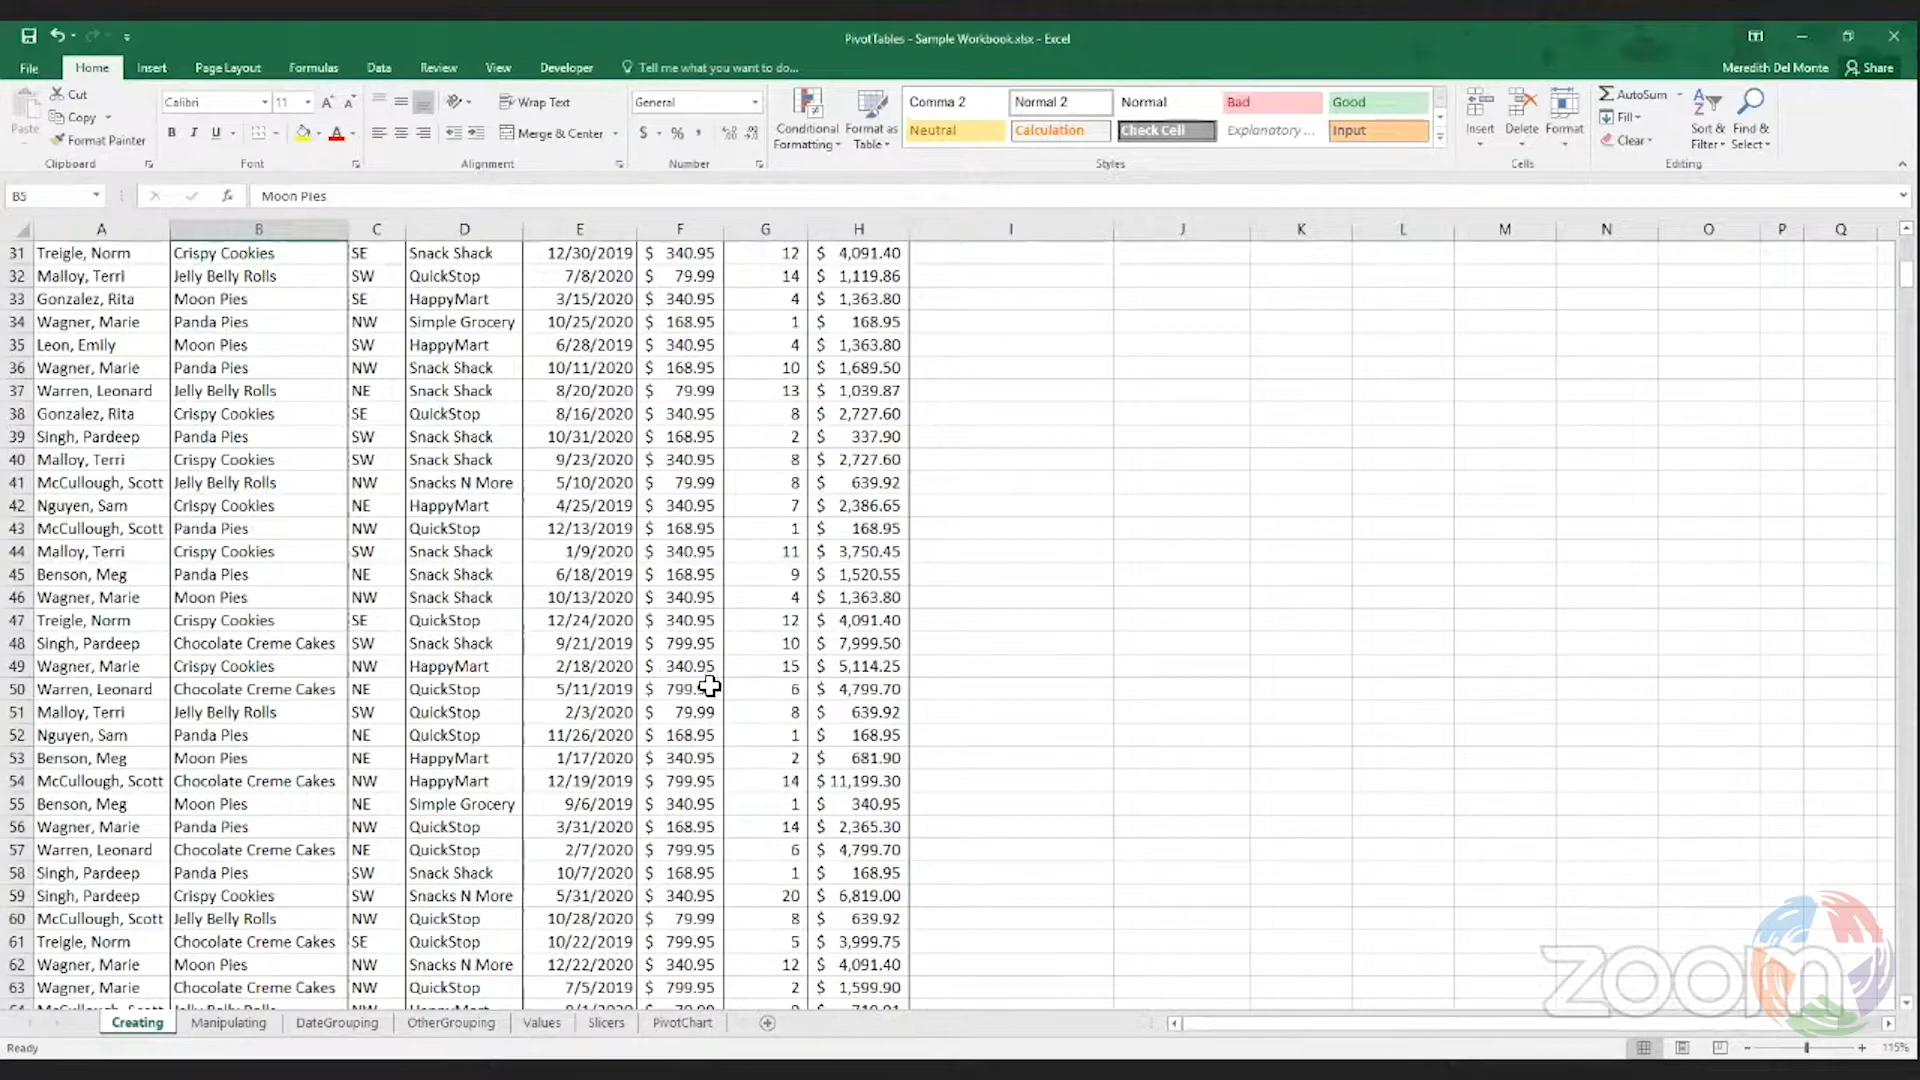 PivotTables - Sample Workbook.xlsx - Excel
File Home Insert Page Layout Formulas Data Review View Developer Tell me what you want to do... Meredith Del Monte Share
Paste Cut Copy Format Painter Clipboard
Calibri 11 B I U A Font
Wrap Text Merge & Center Alignment
General $ % , Number
Conditional Formatting Format as Table
Comma 2 Normal 2 Normal Bad Good
Neutral Calculation Check Cell Explanatory ... Input
Styles
Insert Delete Format Cells
AutoSum Fill Clear Sort & Filter Find & Select Editing
B5 fx Moon Pies
A B C D E F G H I J K L M N O P Q
31 Treigle, Norm Crispy Cookies SE Snack Shack 12/30/2019 $ 340.95 12 $ 4,091.40
32 Malloy, Terri Jelly Belly Rolls SW QuickStop 7/8/2020 $ 79.99 14 $ 1,119.86
33 Gonzalez, Rita Moon Pies SE HappyMart 3/15/2020 $ 340.95 4 $ 1,363.80
34 Wagner, Marie Panda Pies NW Simple Grocery 10/25/2020 $ 168.95 1 $ 168.95
35 Leon, Emily Moon Pies SW HappyMart 6/28/2019 $ 340.95 4 $ 1,363.80
36 Wagner, Marie Panda Pies NW Snack Shack 10/11/2020 $ 168.95 10 $ 1,689.50
37 Warren, Leonard Jelly Belly Rolls NE Snack Shack 8/20/2020 $ 79.99 13 $ 1,039.87
38 Gonzalez, Rita Crispy Cookies SE QuickStop 8/16/2020 $ 340.95 8 $ 2,727.60
39 Singh, Pardeep Panda Pies SW Snack Shack 10/31/2020 $ 168.95 2 $ 337.90
40 Malloy, Terri Crispy Cookies SW Snack Shack 9/23/2020 $ 340.95 8 $ 2,727.60
41 McCullough, Scott Jelly Belly Rolls NW Snacks N More 5/10/2020 $ 79.99 8 $ 639.92
42 Nguyen, Sam Crispy Cookies NE HappyMart 4/25/2019 $ 340.95 7 $ 2,386.65
43 McCullough, Scott Panda Pies NW QuickStop 12/13/2019 $ 168.95 1 $ 168.95
44 Malloy, Terri Crispy Cookies SW Snack Shack 1/9/2020 $ 340.95 11 $ 3,750.45
45 Benson, Meg Panda Pies NE Snack Shack 6/18/2019 $ 168.95 9 $ 1,520.55
46 Wagner, Marie Moon Pies NW Snack Shack 10/13/2020 $ 340.95 4 $ 1,363.80
47 Treigle, Norm Crispy Cookies SE QuickStop 12/24/2020 $ 340.95 12 $ 4,091.40
48 Singh, Pardeep Chocolate Creme Cakes SW Snack Shack 9/21/2019 $ 799.95 10 $ 7,999.50
49 Wagner, Marie Crispy Cookies NW HappyMart 2/18/2020 $ 340.95 15 $ 5,114.25
50 Warren, Leonard Chocolate Creme Cakes NE QuickStop 5/11/2019 $ 799. 6 $ 4,799.70
51 Malloy, Terri Jelly Belly Rolls SW QuickStop 2/3/2020 $ 79.99 8 $ 639.92
52 Nguyen, Sam Panda Pies NE QuickStop 11/26/2020 $ 168.95 1 $ 168.95
53 Benson, Meg Moon Pies NE HappyMart 1/17/2020 $ 340.95 2 $ 681.90
54 McCullough, Scott Chocolate Creme Cakes NW HappyMart 12/19/2019 $ 799.95 14 $ 11,199.30
55 Benson, Meg Moon Pies NE Simple Grocery 9/6/2019 $ 340.95 1 $ 340.95
56 Wagner, Marie Panda Pies NW QuickStop 3/31/2020 $ 168.95 14 $ 2,365.30
57 Warren, Leonard Chocolate Creme Cakes NE QuickStop 2/7/2020 $ 799.95 6 $ 4,799.70
58 Singh, Pardeep Panda Pies SW Snack Shack 10/7/2020 $ 168.95 1 $ 168.95
59 Singh, Pardeep Crispy Cookies SW Snacks N More 5/31/2020 $ 340.95 20 $ 6,819.00
60 McCullough, Scott Jelly Belly Rolls NW QuickStop 10/28/2020 $ 79.99 8 $ 639.92
61 Treigle, Norm Chocolate Creme Cakes SE QuickStop 10/22/2019 $ 799.95 5 $ 3,999.75
62 Wagner, Marie Moon Pies NW Snacks N More 12/22/2020 $ 340.95 12 $ 4,091.40
63 Wagner, Marie Chocolate Creme Cakes NW QuickStop 7/5/2019 $ 799.95 2 $ 1,599.90
Creating Manipulating DateGrouping OtherGrouping Values Slicers PivotChart
Ready 115%
zoom